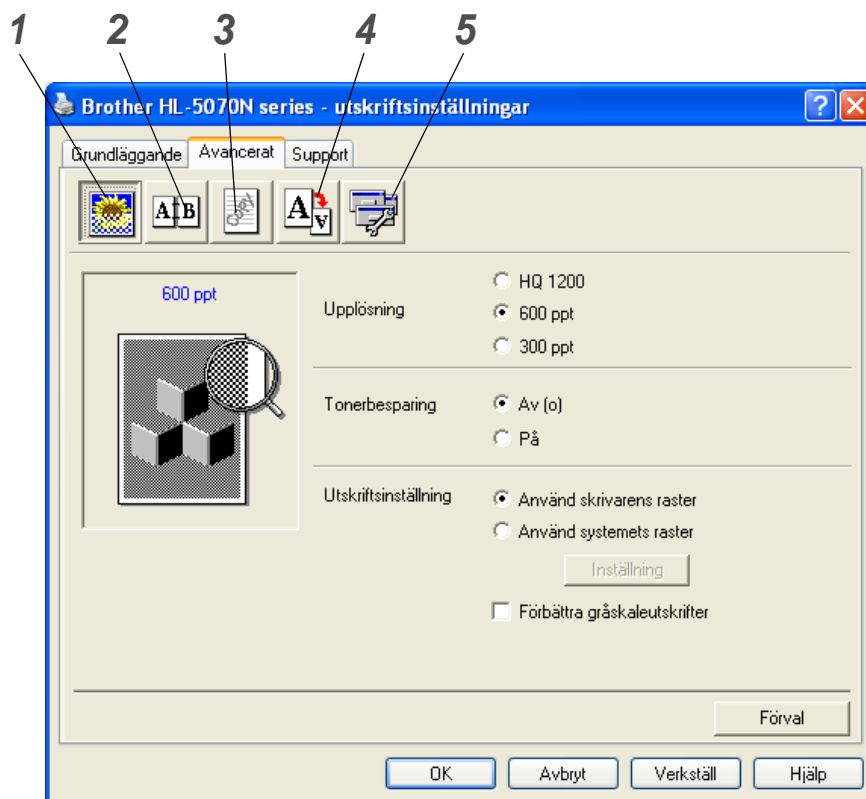 1 2 3 4 5
Brother HL-5070N series - utskriftsinställningar
Grundläggande Avancerat Support
A B Copy A A
600 ppt
Upplösning
HQ 1200
600 ppt
300 ppt
Tonerbesparing
Av (o)
På
Utskriftsinställning
Använd skrivarens raster
Använd systemets raster
Inställning
Förbättra gråskaleutskrifter
Förval
OK Avbryt Verkställ Hjälp